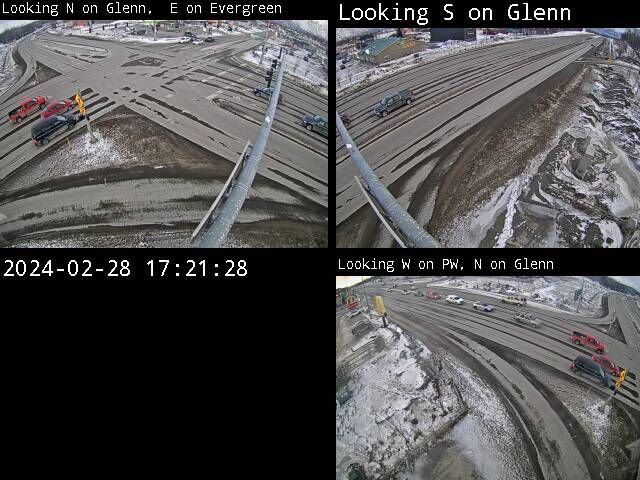 Looking N on Glenn,  E on Evergreen
Looking S on Glenn
2024-02-28 17:21:28
Looking W on PW, N on Glenn